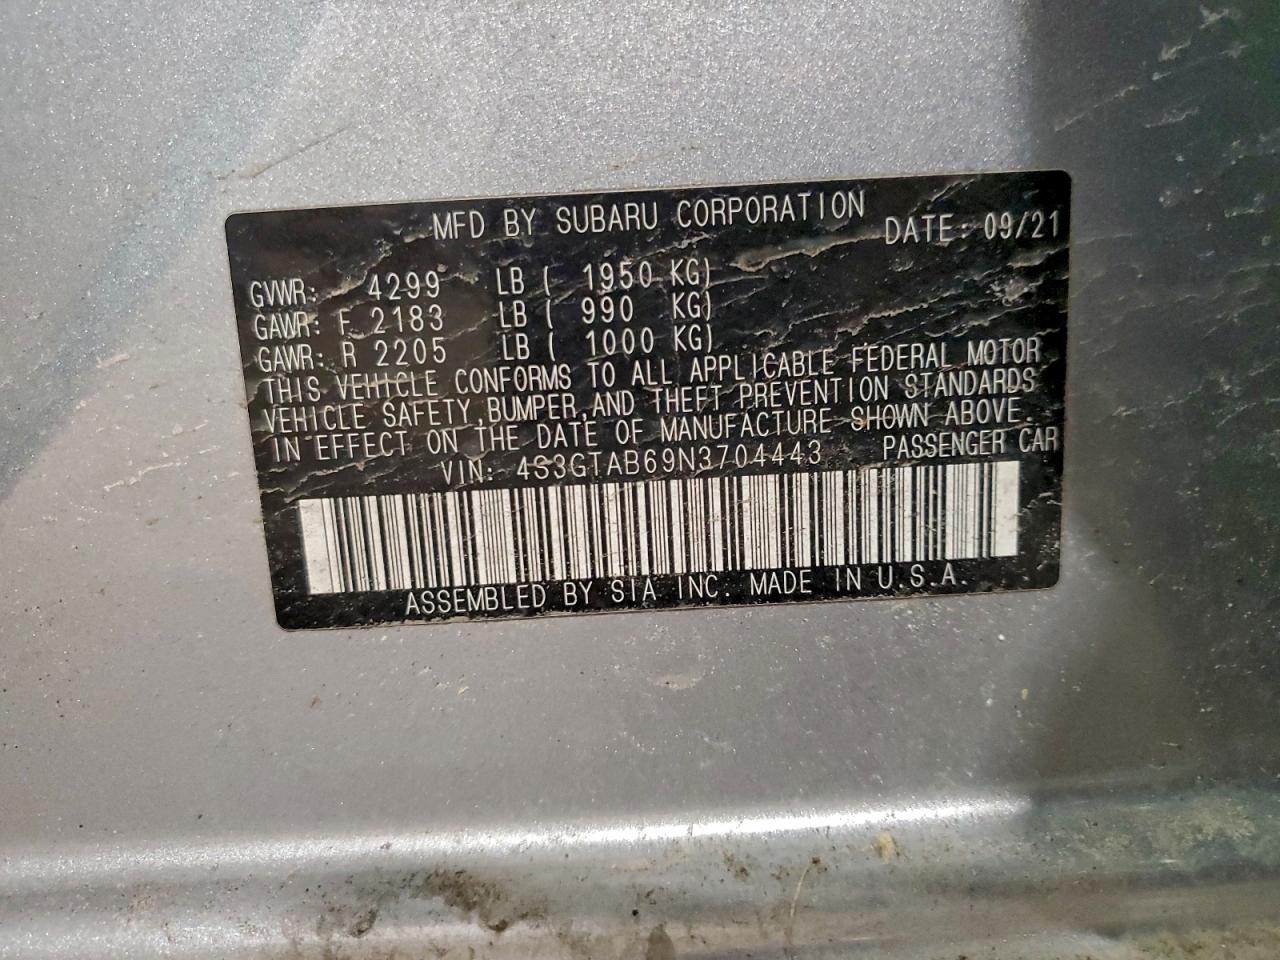 MFD BY SUBARU CORPORATION DATE: 09/21
GVWR: 4299 LB ( 1950 KG)
GAWR: F 2183 LB ( 990 KG)
GAWR: R 2205 LB ( 1000 KG)
THIS VEHICLE CONFORMS TO ALL APPLICABLE FEDERAL MOTOR
VEHICLE SAFETY, BUMPER, AND THEFT PREVENTION STANDARDS
IN EFFECT ON THE DATE OF MANUFACTURE SHOWN ABOVE.
VIN: 4S3GTAB69N3704443 PASSENGER CAR
ASSEMBLED BY SIA INC. MADE IN U.S.A.